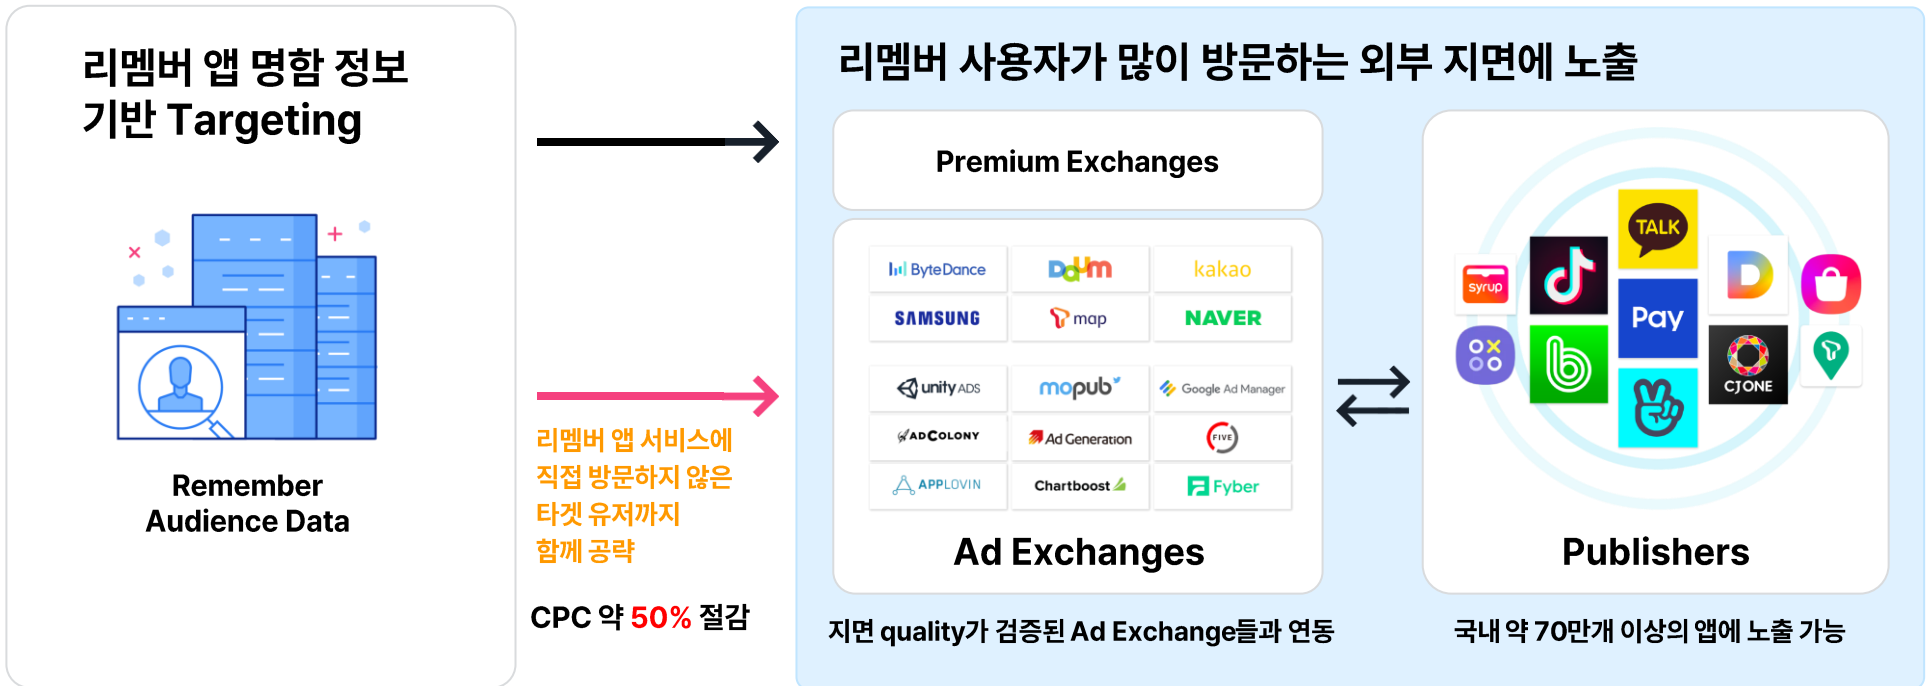 리멤버 앱 명함 정보
기반 Targeting
Remember
Audience Data
리멤버 앱 서비스에
직접 방문하지 않은
타겟 유저까지
함께 공략
CPC 약 50% 절감
리멤버 사용자가 많이 방문하는 외부 지면에 노출
Premium Exchanges
ByteDance
Daum
kakao
SAMSUNG
map
NAVER
unity ADS
mopub
Google Ad Manager
ADCOLONY
Ad Generation
FIVE
APPLOVIN
Chartboost
Fyber
Ad Exchanges
지면 quality가 검증된 Ad Exchange들과 연동
TALK
syrup
D
Pay
b
CJ ONE
Publishers
국내 약 70만개 이상의 앱에 노출 가능